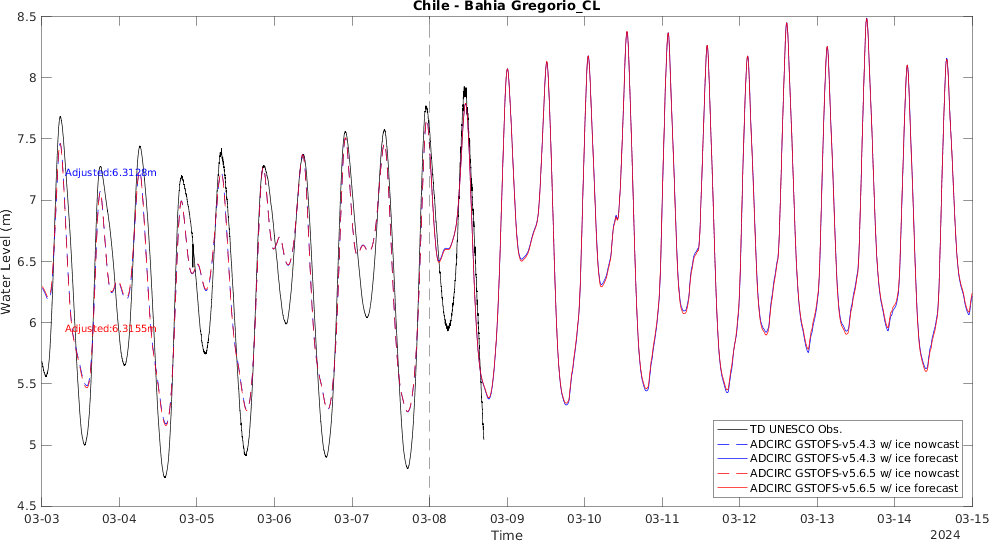 Chile - Bahia Gregorio_CL
8.5
8
7.5
7
6.5
6
5.5
5
4.5
Water Level (m)
Adjusted:6.3128m
Adjusted:6.3155m
TD UNESCO Obs.
ADCIRC GSTOFS-v5.4.3 w/ ice nowcast
ADCIRC GSTOFS-v5.4.3 w/ ice forecast
ADCIRC GSTOFS-v5.6.5 w/ ice nowcast
ADCIRC GSTOFS-v5.6.5 w/ ice forecast
03-03 03-04 03-05 03-06 03-07 03-08 03-09 03-10 03-11 03-12 03-13 03-14 03-15
Time
2024